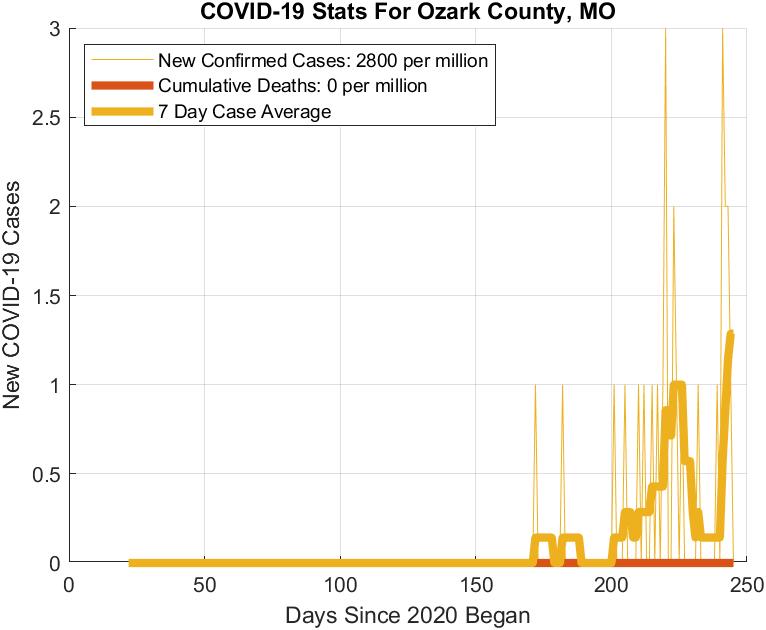 COVID-19 Stats For Ozark County, MO
New Confirmed Cases: 2800 per million
Cumulative Deaths: 0 per million
7 Day Case Average
New COVID-19 Cases
3
2.5
2
1.5
1
0.5
0
0 50 100 150 200 250
Days Since 2020 Began